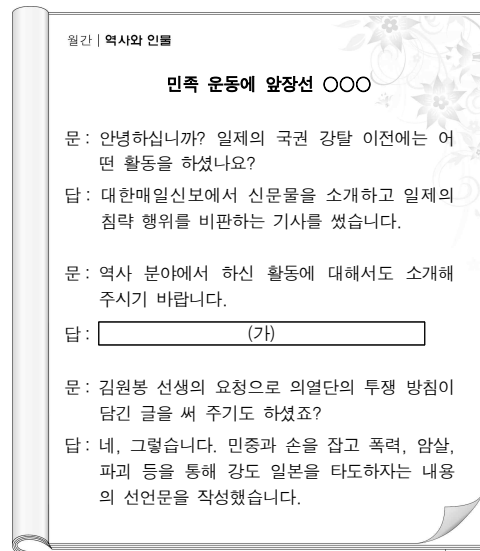 월간 | 역사와 인물
민족 운동에 앞장선 ○○○
문 : 안녕하십니까? 일제의 국권 강탈 이전에는 어
떤 활동을 하셨나요?
답 : 대한매일신보에서 신문물을 소개하고 일제의
침략 행위를 비판하는 기사를 썼습니다.
문 : 역사 분야에서 하신 활동에 대해서도 소개해
주시기 바랍니다.
답 : (가)
문 : 김원봉 선생의 요청으로 의열단의 투쟁 방침이
담긴 글을 써 주기도 하셨죠?
답 : 네, 그렇습니다. 민중과 손을 잡고 폭력, 암살,
파괴 등을 통해 강도 일본을 타도하자는 내용
의 선언문을 작성했습니다.